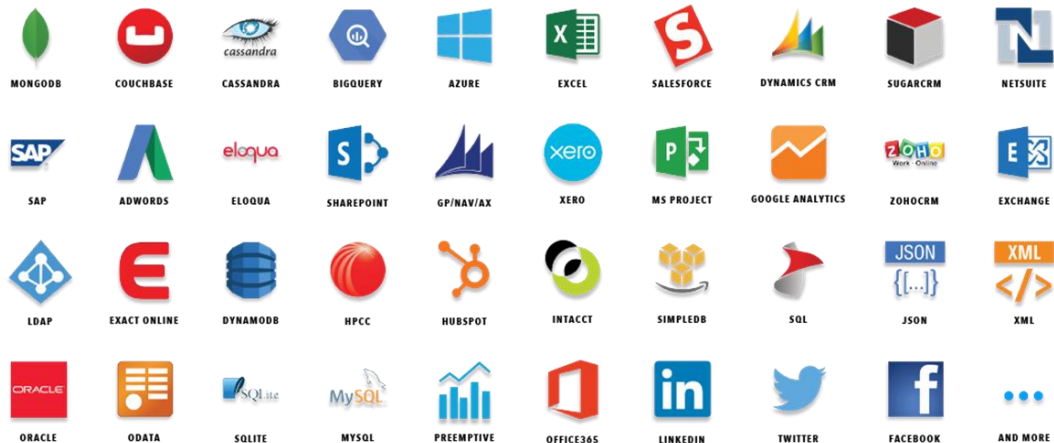 cassandra
X
S
N
MONGODB COUCHBASE CASSANDRA BIGQUERY AZURE EXCEL SALESFORCE DYNAMICS CRM SUGARCRM NETSUITE
SAP eloqua S xero P ZOHO E
Work · Online
SAP ADWORDS ELOQUA SHAREPOINT GP/NAV/AX XERO MS PROJECT GOOGLE ANALYTICS ZOHOCRM EXCHANGE
E JSON XML
{[...]} </>
LDAP EXACT ONLINE DYNAMODB HPCC HUBSPOT INTACCT SIMPLEDB SQL JSON XML
ORACLE SQLite MySQL in f
ORACLE ODATA SQLITE MYSQL PREEMPTIVE OFFICE365 LINKEDIN TWITTER FACEBOOK AND MORE